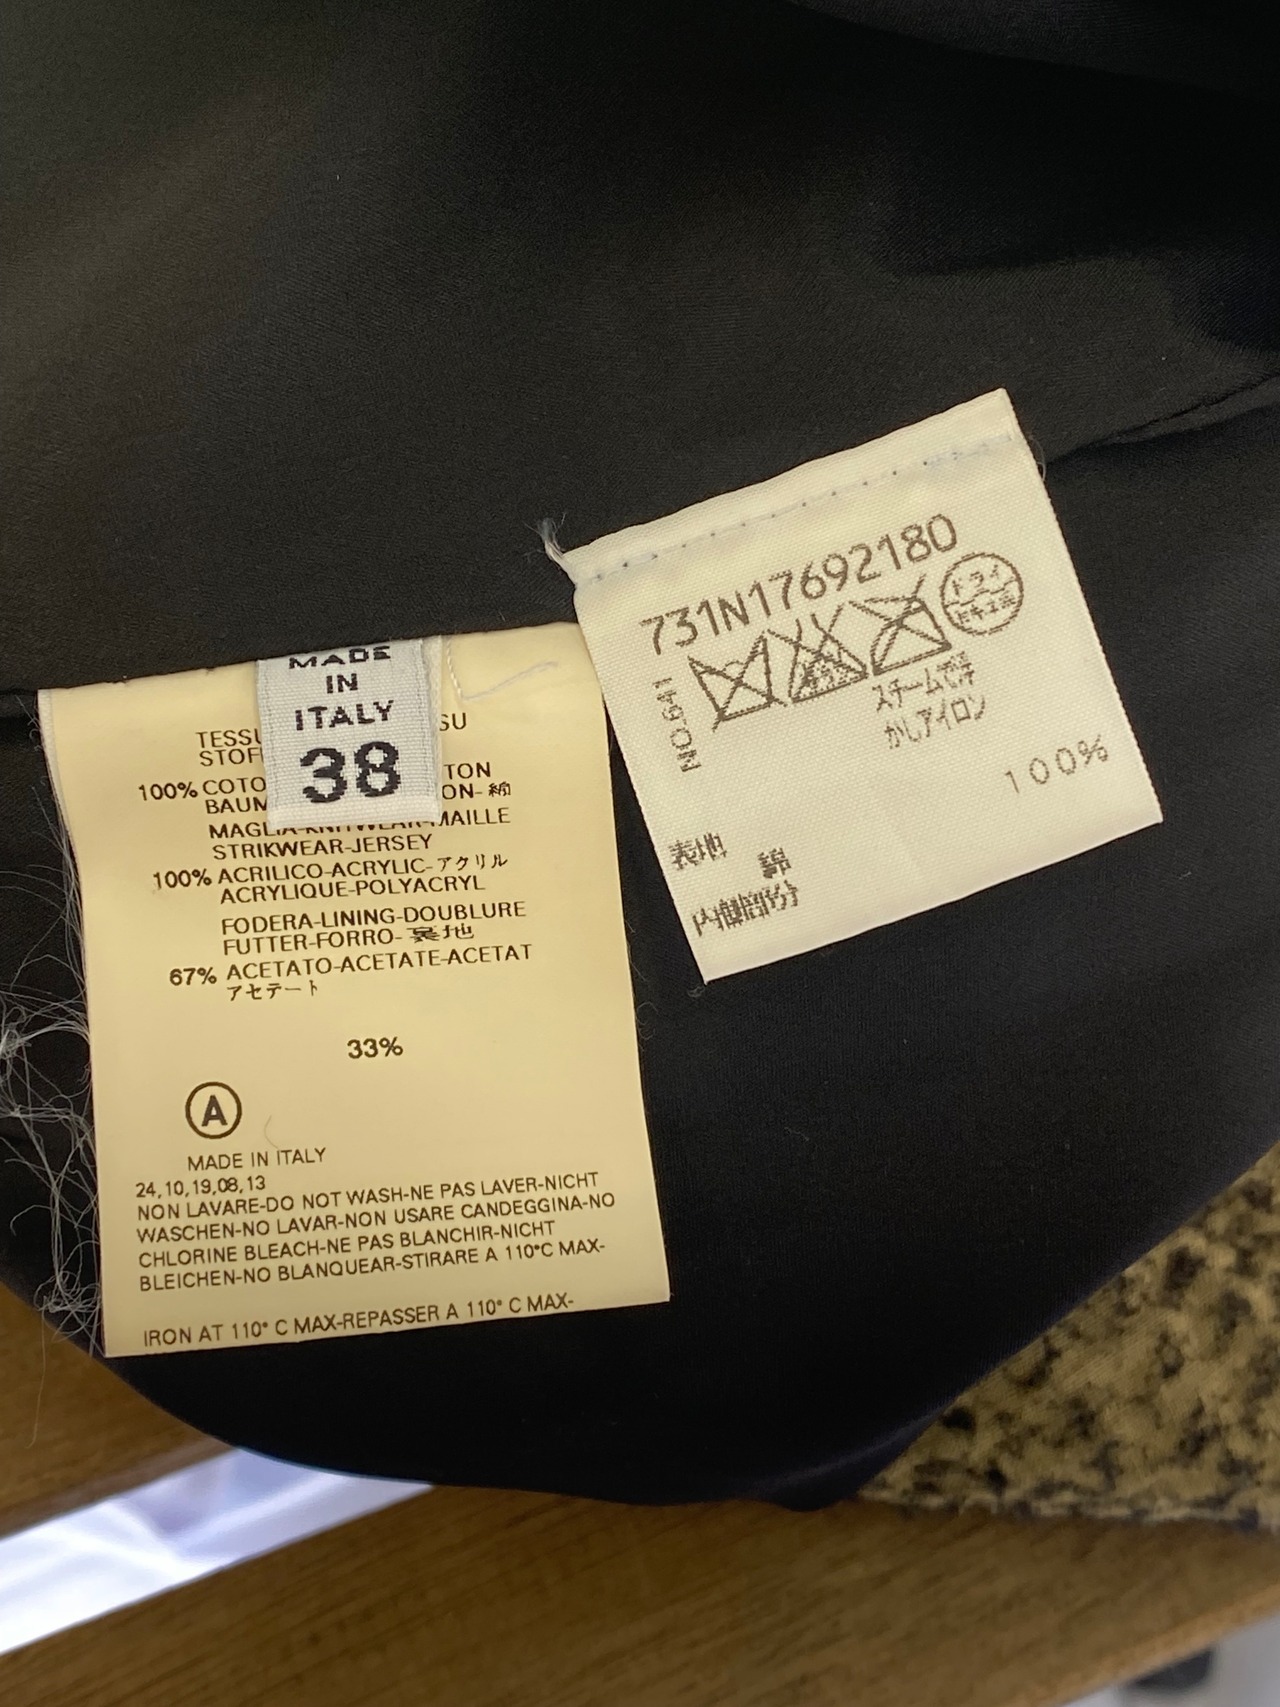 MADE
IN
ITALY
38
TESSU
SU
STOF
100% COTO
TON
BAUM
ON-綿
MAGLIA-KNITWEAR-MAILLE
STRIKWEAR-JERSEY
100% ACRILICO-ACRYLIC-アクリル
ACRYLIQUE-POLYACRYL
FODERA-LINING-DOUBLURE
FUTTER-FORRO-裏地
67% ACETATO-ACETATE-ACETAT
アセテート
33%
A
MADE IN ITALY
24,10,19,08,13
NON LAVARE-DO NOT WASH-NE PAS LAVER-NICHT
WASCHEN-NO LAVAR-NON USARE CANDEGGINA-NO
CHLORINE BLEACH-NE PAS BLANCHIR-NICHT
BLEICHEN-NO BLANQUEAR-STIRARE A 110°C MAX-
IRON AT 110° C MAX-REPASSER A 110° C MAX-
731N17692180
ドライ
NO.641
スチームで浮
かしアイロン
100%
表地 綿